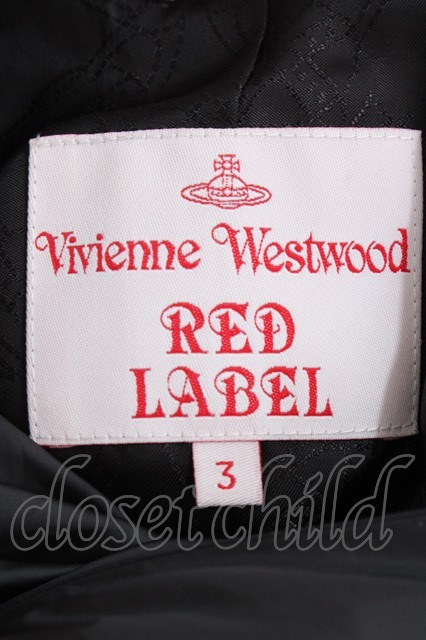 Vivienne Westwood
RED
LABEL
3
closet child